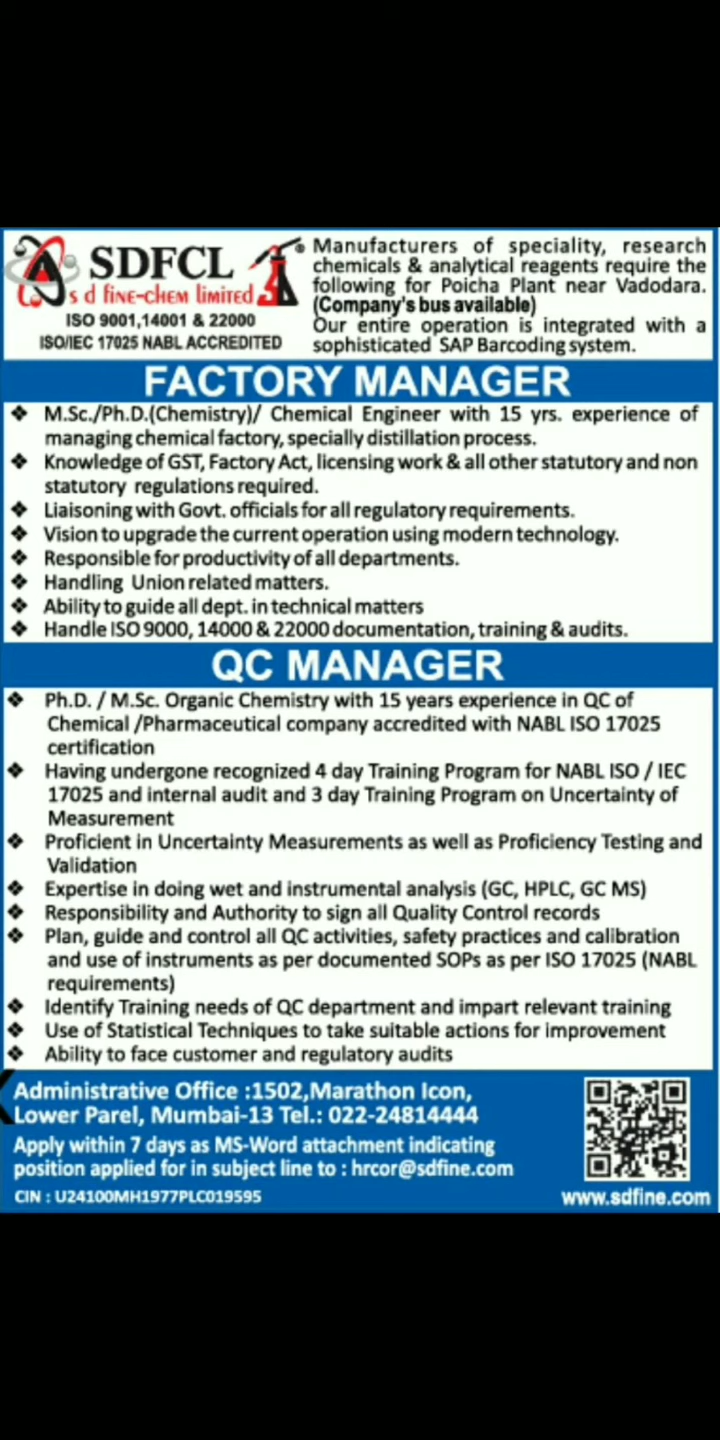 SDFCL
s d fine-chem limited
ISO 9001,14001 & 22000
ISO/IEC 17025 NABL ACCREDITED
Manufacturers of speciality, research
chemicals & analytical reagents require the
following for Poicha Plant near Vadodara.
(Company's bus available)
Our entire operation is integrated with a
sophisticated SAP Barcoding system.
FACTORY MANAGER
❖ M.Sc./Ph.D.(Chemistry)/ Chemical Engineer with 15 yrs. experience of
managing chemical factory, specially distillation process.
❖ Knowledge of GST, Factory Act, licensing work & all other statutory and non
statutory regulations required.
❖ Liaisoning with Govt. officials for all regulatory requirements.
❖ Vision to upgrade the current operation using modern technology.
❖ Responsible for productivity of all departments.
❖ Handling Union related matters.
❖ Ability to guide all dept. in technical matters
❖ Handle ISO 9000, 14000 & 22000 documentation, training & audits.
QC MANAGER
❖ Ph.D. / M.Sc. Organic Chemistry with 15 years experience in QC of
Chemical /Pharmaceutical company accredited with NABL ISO 17025
certification
❖ Having undergone recognized 4 day Training Program for NABL ISO / IEC
17025 and internal audit and 3 day Training Program on Uncertainty of
Measurement
❖ Proficient in Uncertainty Measurements as well as Proficiency Testing and
Validation
❖ Expertise in doing wet and instrumental analysis (GC, HPLC, GC MS)
❖ Responsibility and Authority to sign all Quality Control records
❖ Plan, guide and control all QC activities, safety practices and calibration
and use of instruments as per documented SOPs as per ISO 17025 (NABL
requirements)
❖ Identify Training needs of QC department and impart relevant training
❖ Use of Statistical Techniques to take suitable actions for improvement
❖ Ability to face customer and regulatory audits
Administrative Office :1502,Marathon Icon,
Lower Parel, Mumbai-13 Tel.: 022-24814444
Apply within 7 days as MS-Word attachment indicating
position applied for in subject line to : hrcor@sdfine.com
CIN : U24100MH1977PLC019595
www.sdfine.com